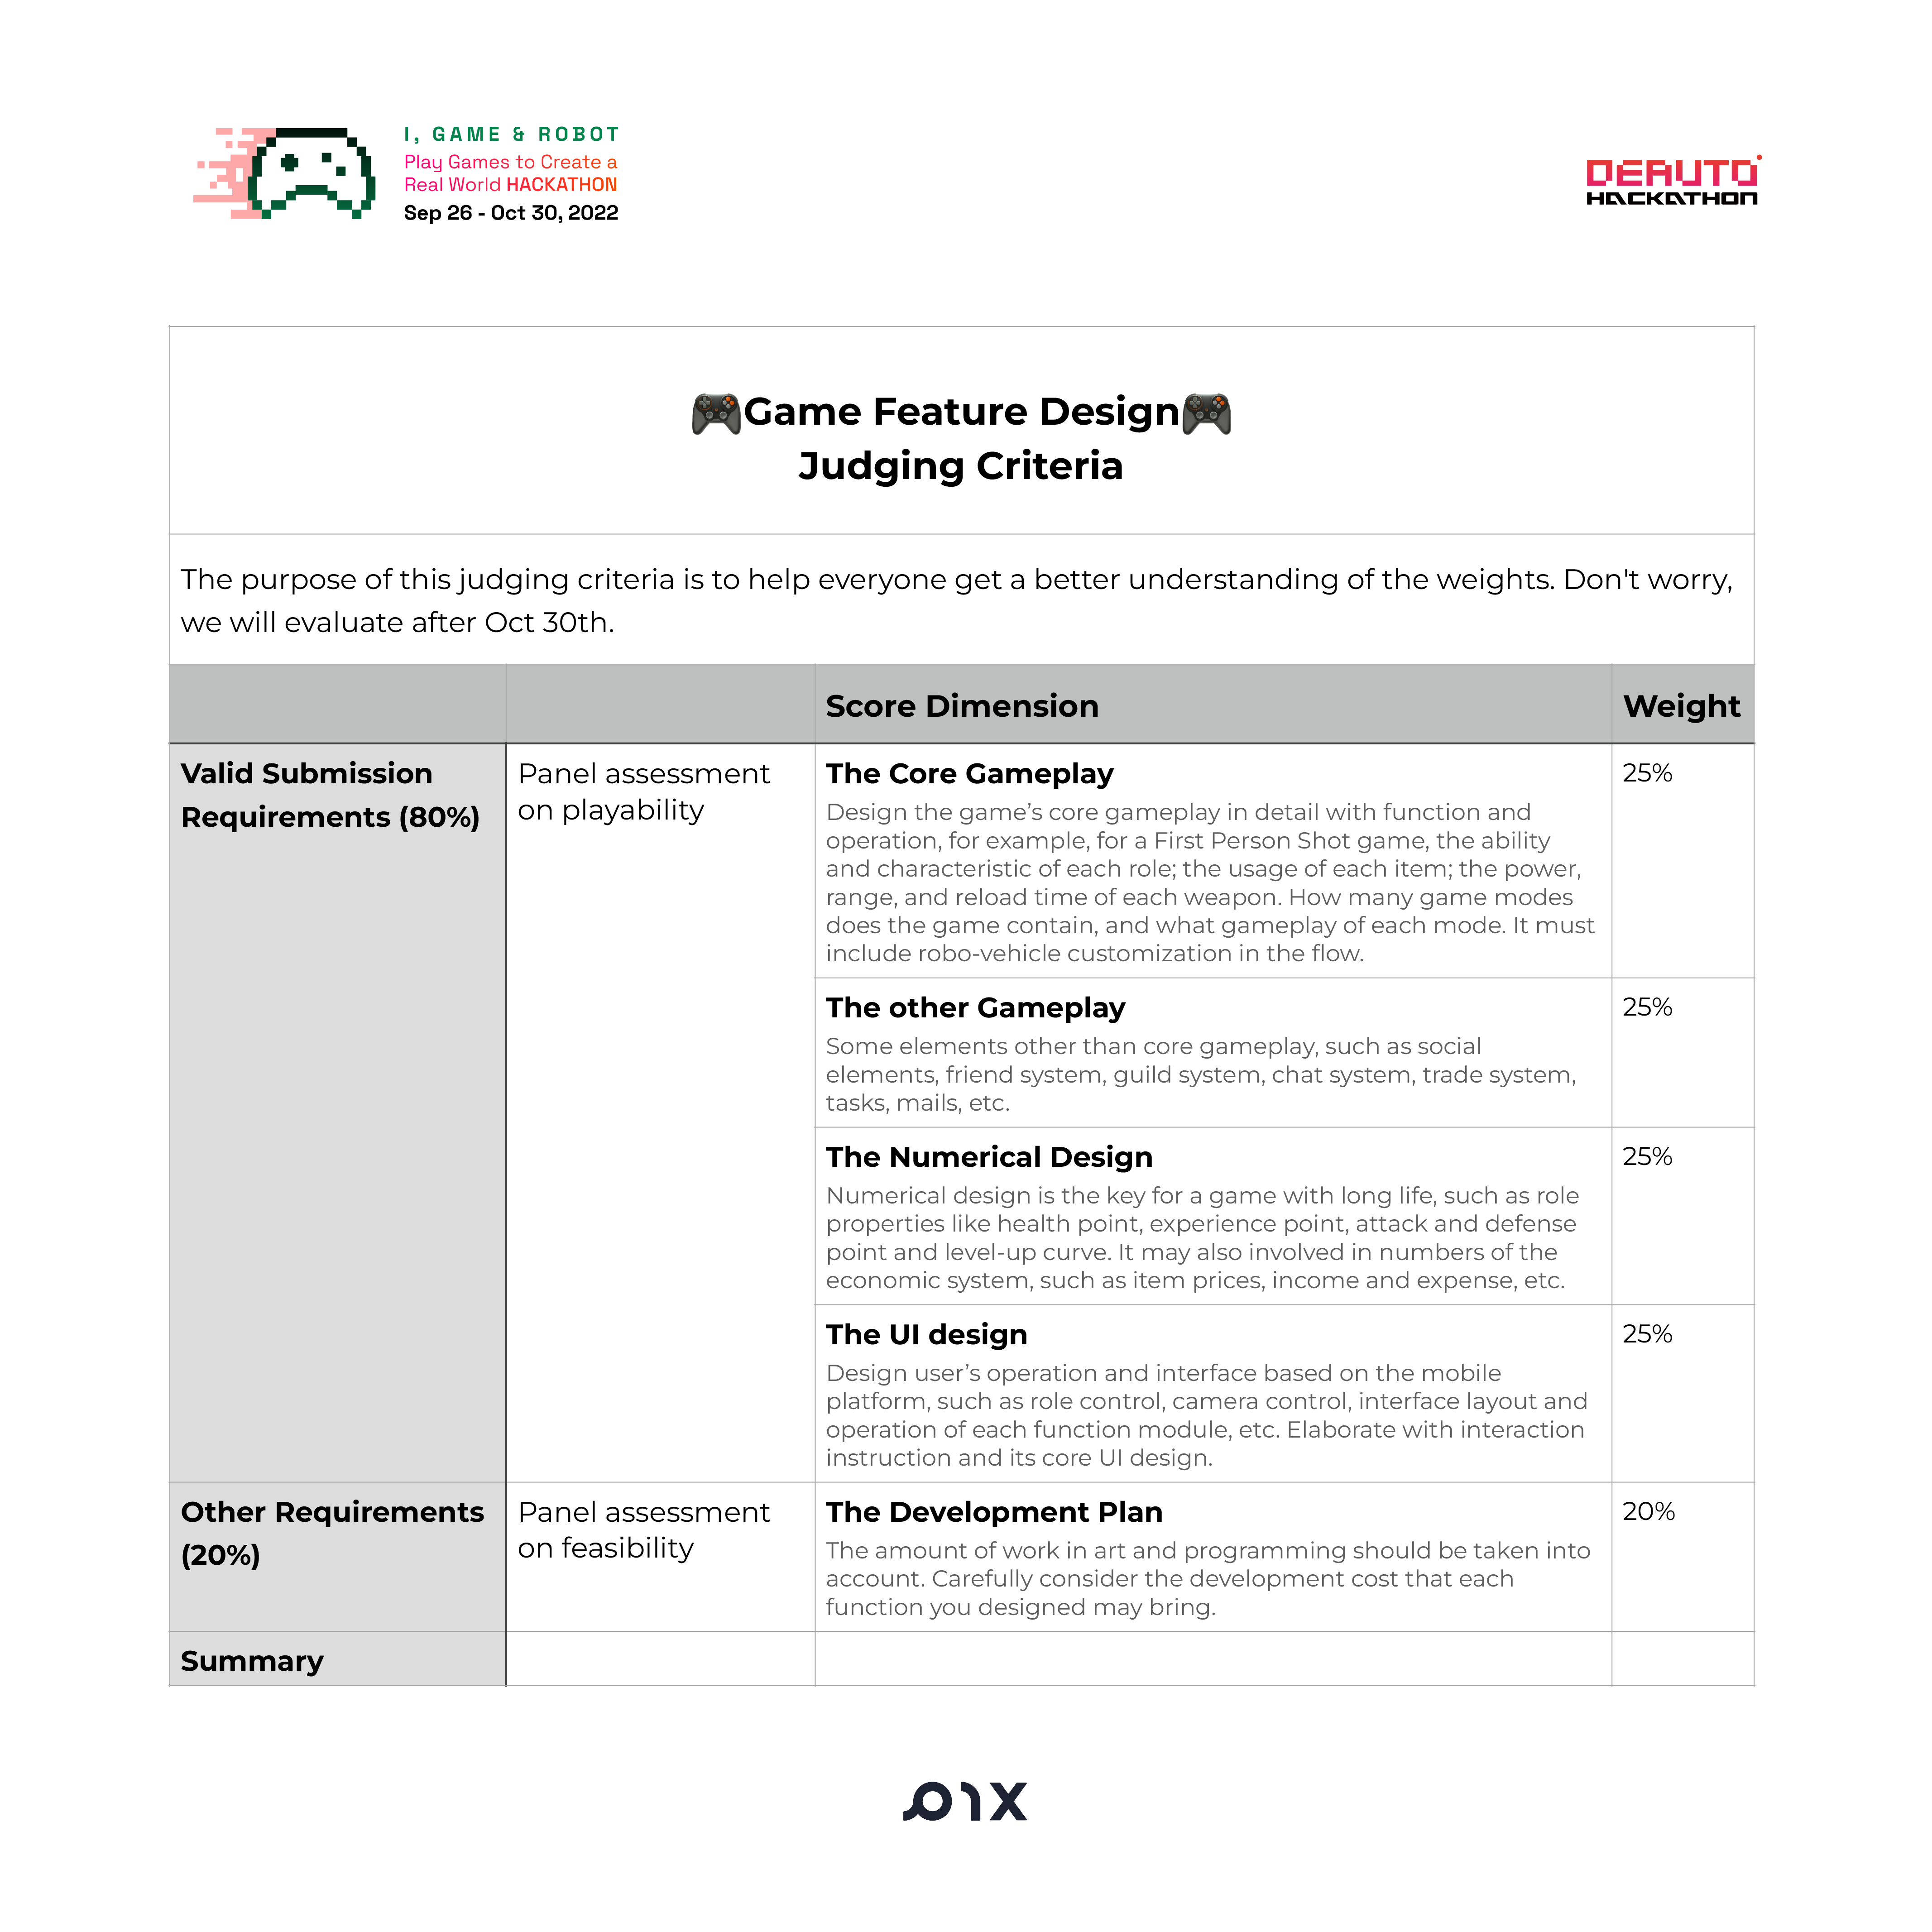 I, GAME & ROBOT
Play Games to Create a
Real World HACKATHON
Sep 26 - Oct 30, 2022
DEAUTO
HACKATHON
🎮Game Feature Design🎮
Judging Criteria
The purpose of this judging criteria is to help everyone get a better understanding of the weights. Don't worry,
we will evaluate after Oct 30th.
Score Dimension
Weight
Valid Submission
Requirements (80%)
Panel assessment
on playability
The Core Gameplay
25%
Design the game’s core gameplay in detail with function and
operation, for example, for a First Person Shot game, the ability
and characteristic of each role; the usage of each item; the power,
range, and reload time of each weapon. How many game modes
does the game contain, and what gameplay of each mode. It must
include robo-vehicle customization in the flow.
The other Gameplay
25%
Some elements other than core gameplay, such as social
elements, friend system, guild system, chat system, trade system,
tasks, mails, etc.
The Numerical Design
25%
Numerical design is the key for a game with long life, such as role
properties like health point, experience point, attack and defense
point and level-up curve. It may also involved in numbers of the
economic system, such as item prices, income and expense, etc.
The UI design
25%
Design user’s operation and interface based on the mobile
platform, such as role control, camera control, interface layout and
operation of each function module, etc. Elaborate with interaction
instruction and its core UI design.
Other Requirements
(20%)
Panel assessment
on feasibility
The Development Plan
20%
The amount of work in art and programming should be taken into
account. Carefully consider the development cost that each
function you designed may bring.
Summary
PIX